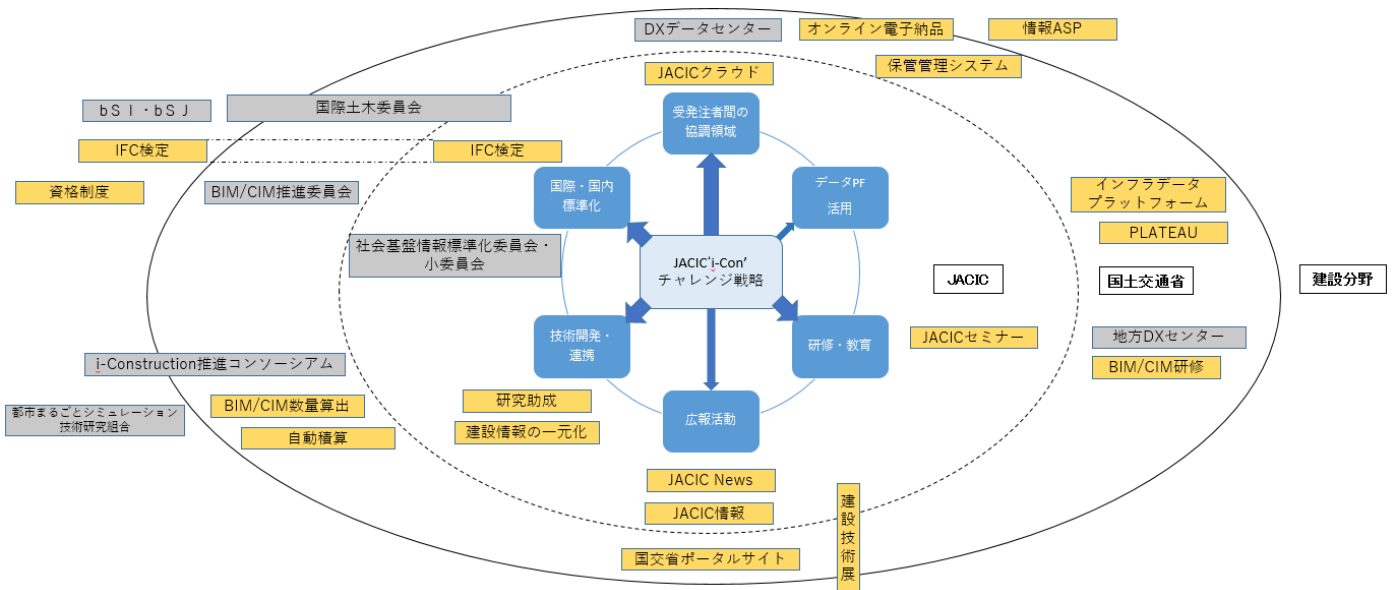 DXデータセンター
オンライン電子納品
情報ASP
保管管理システム
JACICクラウド
bSI・bSJ
国際土木委員会
受発注者間の
協調領域
IFC検定
IFC検定
資格制度
BIM/CIM推進委員会
国際・国内
標準化
データPF
活用
インフラデータ
プラットフォーム
PLATEAU
社会基盤情報標準化委員会・
小委員会
JACIC‘i-Con’
チャレンジ戦略
JACIC
国土交通省
建設分野
技術開発・
連携
研修・教育
JACICセミナー
地方DXセンター
BIM/CIM研修
i-Construction推進コンソーシアム
都市まるごとシミュレーション
技術研究組合
BIM/CIM数量算出
自動積算
研究助成
建設情報の一元化
広報活動
JACIC News
JACIC情報
国交省ポータルサイト
建設技術展